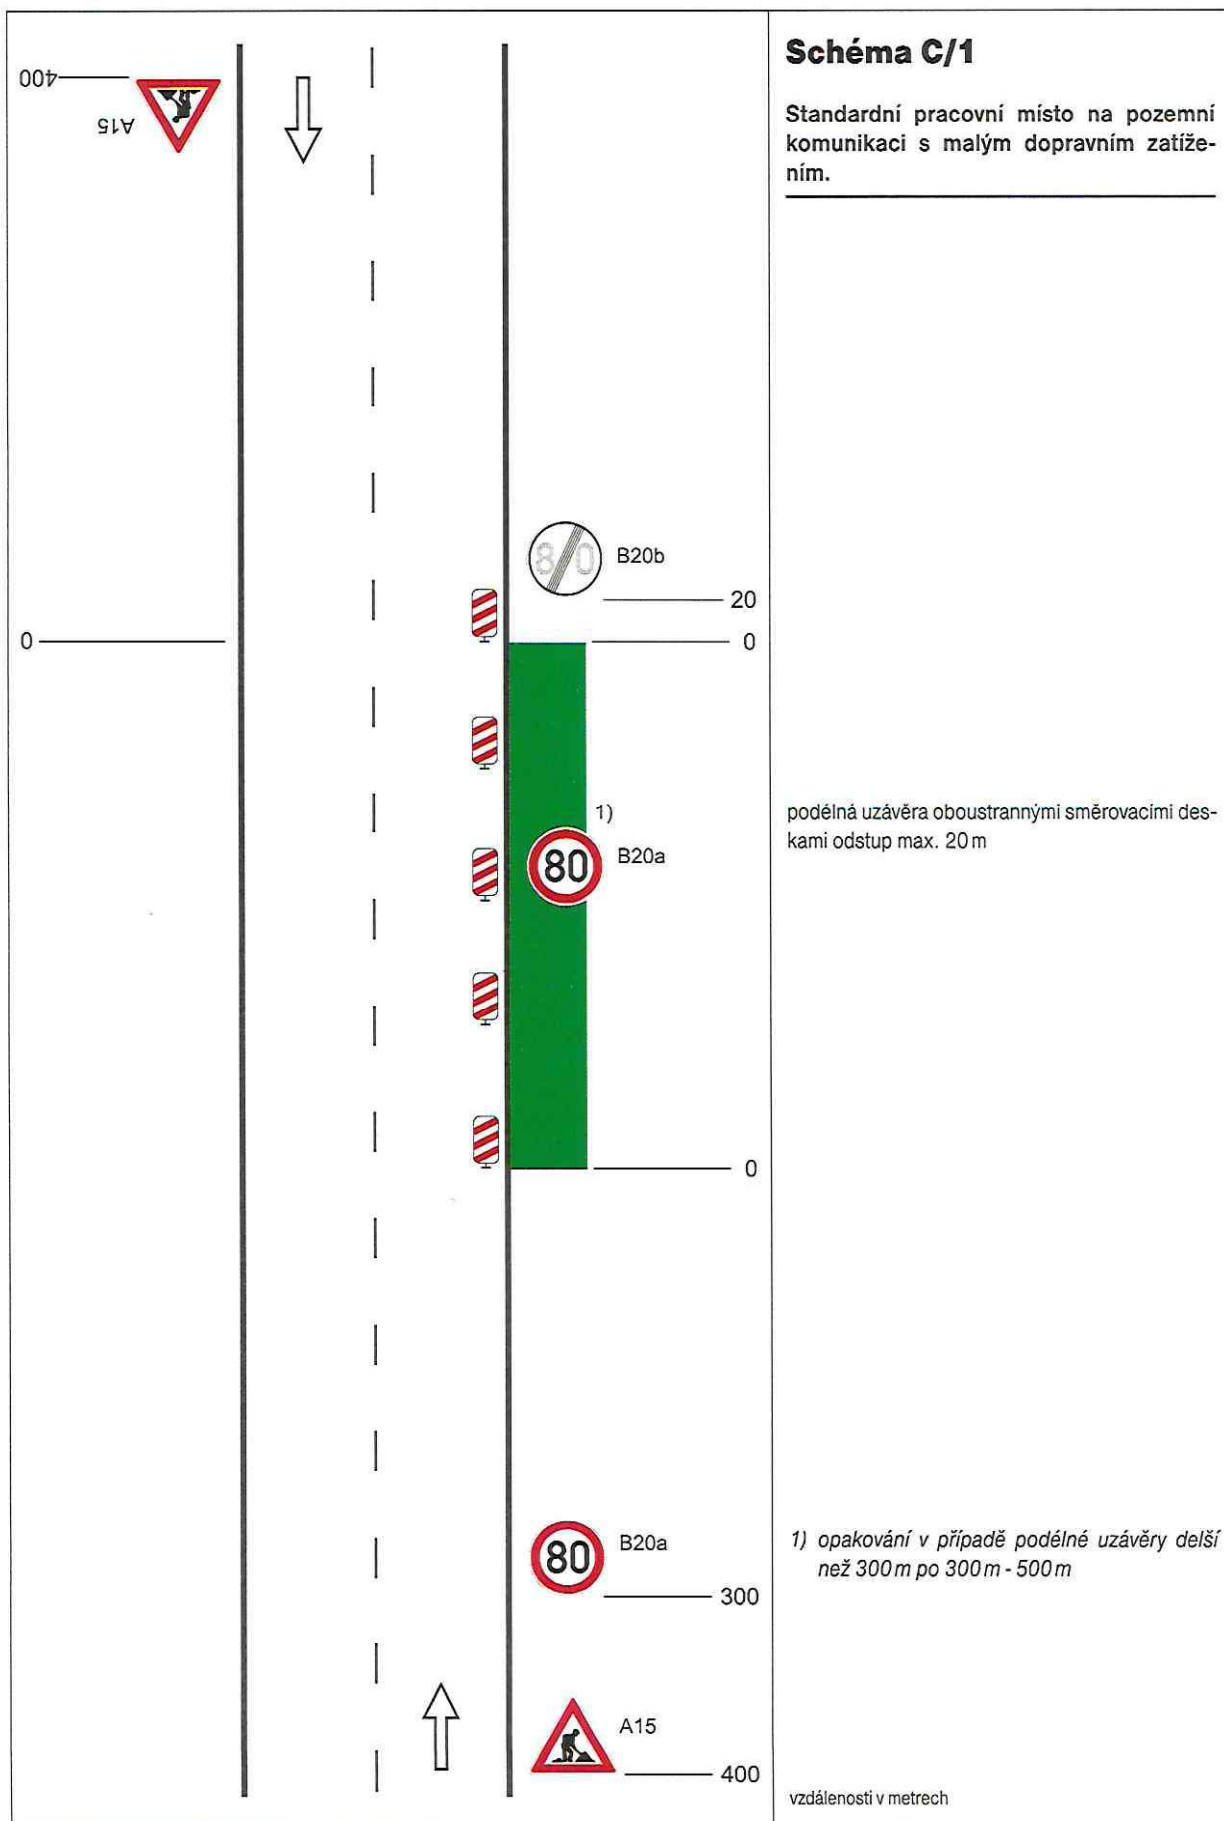 Schéma C/1
Standardní pracovní místo na pozemní
komunikaci s malým dopravním zatíže-
ním.
400
A15
80
B20b
20
0
0
1)
80
B20a
podélná uzávěra oboustrannými směrovacími des-
kami odstup max. 20 m
0
80
B20a
300
1) opakování v případě podélné uzávěry delší
než 300 m po 300 m - 500 m
A15
400
vzdálenosti v metrech